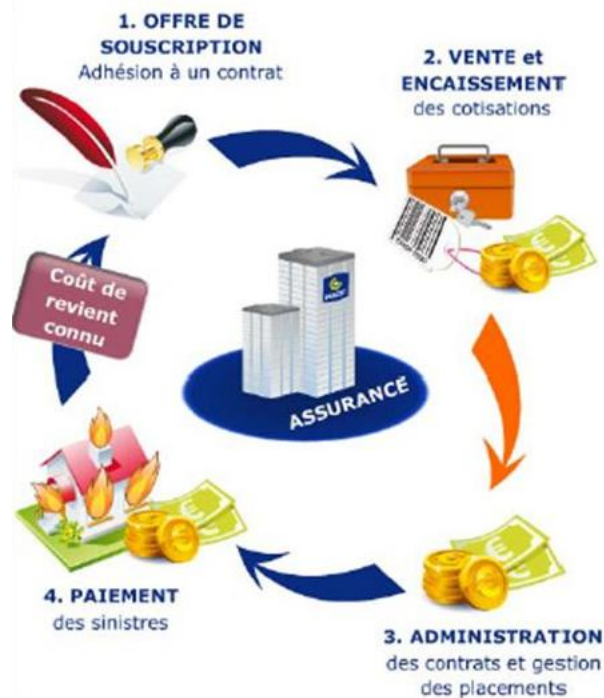 1. OFFRE DE
SOUSCRIPTION
Adhésion à un contrat
2. VENTE et
ENCAISSEMENT
des cotisations
Coût de
revient
connu
ASSURANCE
4. PAIEMENT
des sinistres
3. ADMINISTRATION
des contrats et gestion
des placements